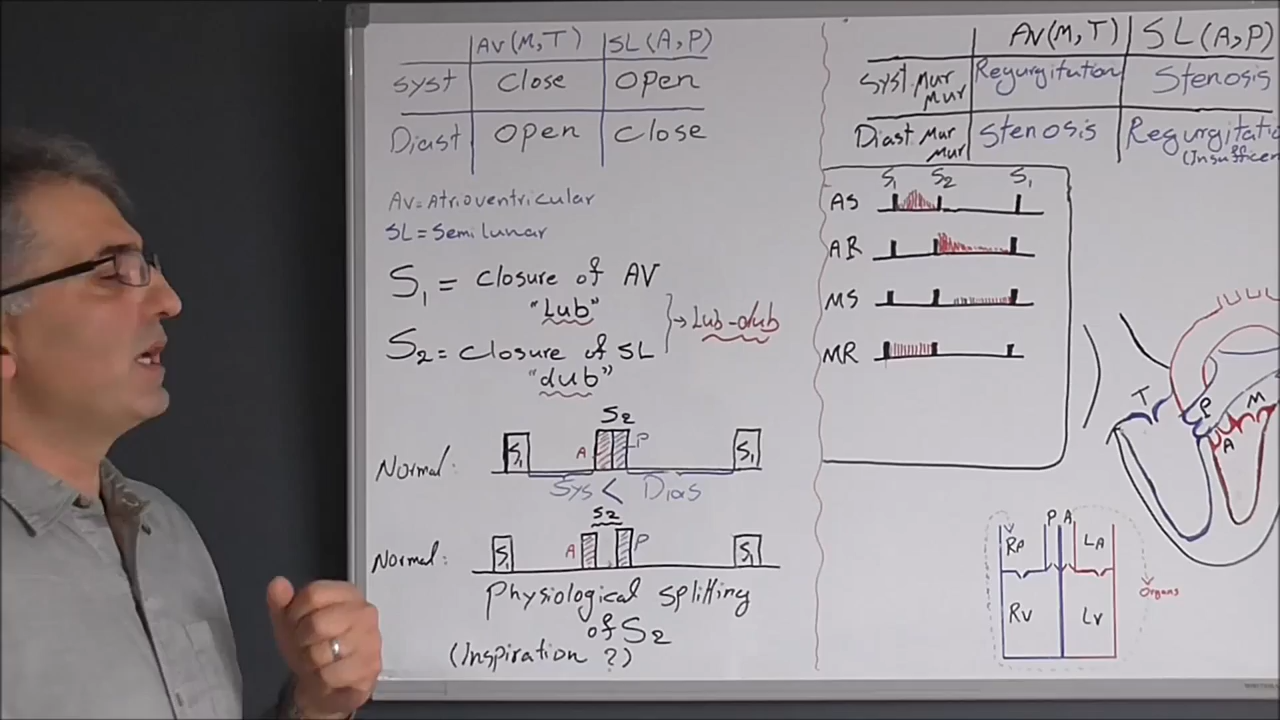 AV(M,T) SL(A,P)
Syst Close Open
Diast Open Close
AV=Atrioventricular
SL=Semilunar
S1 = Closure of AV
"Lub"
S2= Closure of SL
"dub"
→Lub-dub
S2
Normal: S1 A P S1
Sys < Dias
S2
Normal: S1 A P S1
Physiological splitting
of S2
(Inspiration ?)
AV(M,T) SL(A,P)
Syst. Mur Mur Regurgitation Stenosis
Diast Mur Mur Stenosis Regurgitatio
(Insufficien
S1 S2 S1
AS
AR
MS
MR
T P A M
P A
LA
RV LV
Organs